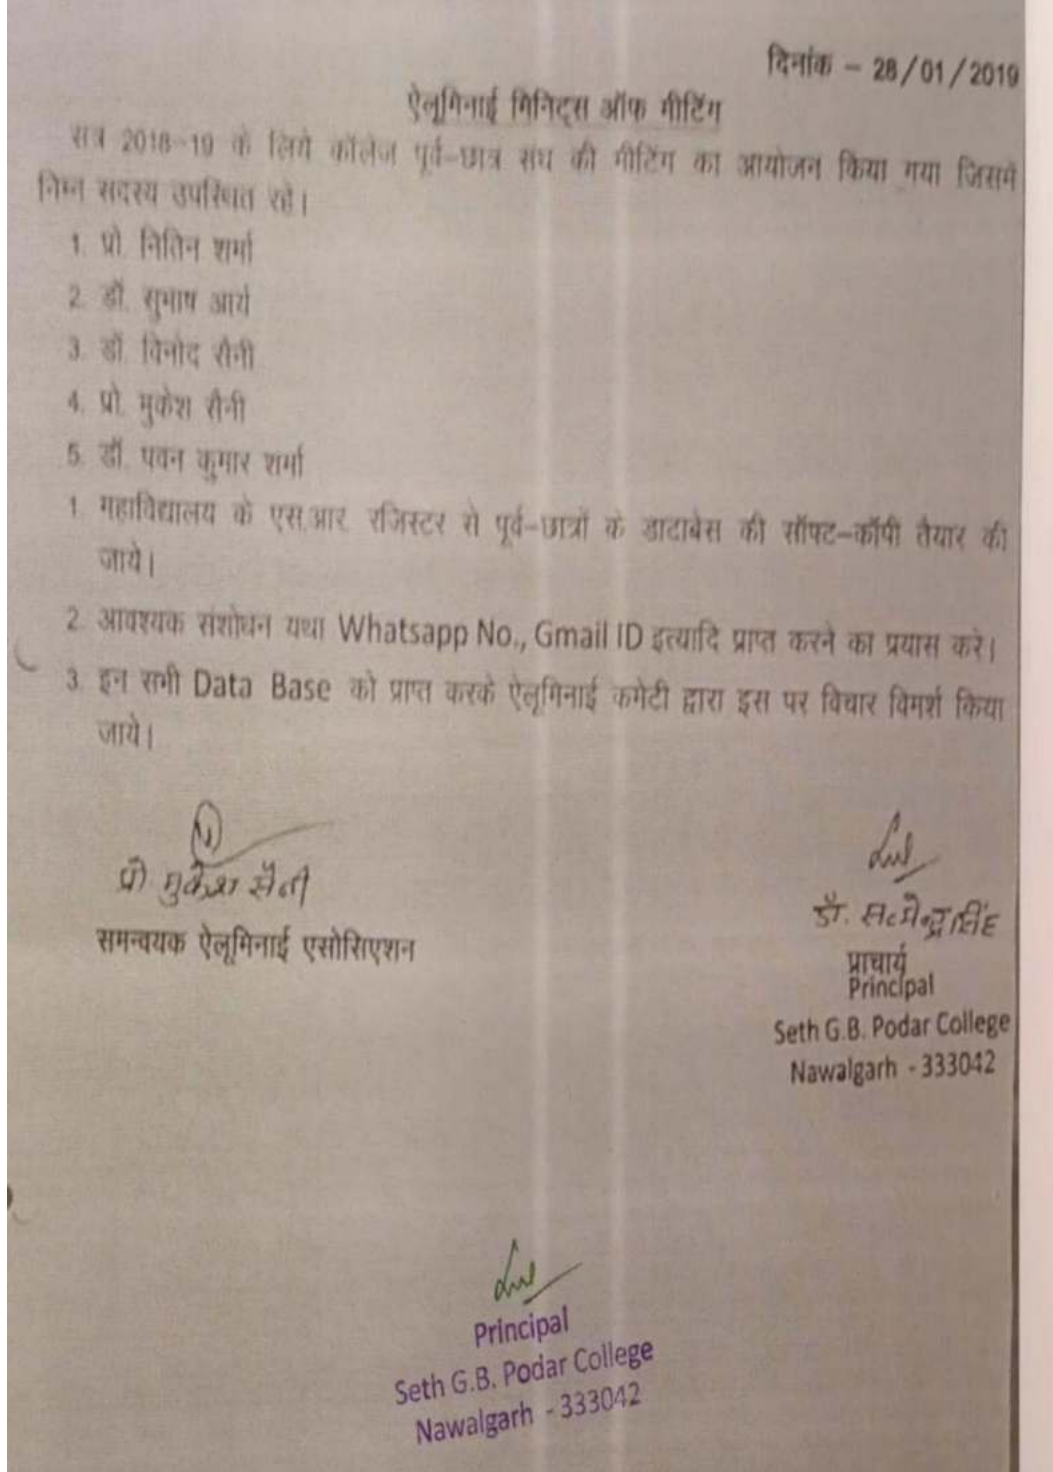 दिनांक – 28/01/2019
ऐलूमिनाई मिनिट्स ऑफ मीटिंग
सत्र 2018-19 के लिये कॉलेज पूर्व-छात्र संघ की मीटिंग का आयोजन किया गया जिसमें
निम्न सदस्य उपस्थित रहे।
1. प्रो. नितिन शर्मा
2. डॉ. सुभाष आर्य
3. डॉ. विनोद सैनी
4. प्रो. मुकेश सैनी
5. डॉ. पवन कुमार शर्मा
1. महाविद्यालय के एस.आर. रजिस्टर से पूर्व-छात्रों के डाटाबेस की सॉफ्ट-कॉपी तैयार की
जाये।
2. आवश्यक संशोधन यथा Whatsapp No., Gmail ID इत्यादि प्राप्त करने का प्रयास करे।
3. इन सभी Data Base को प्राप्त करके ऐलूमिनाई कमेटी द्वारा इस पर विचार विमर्श किया
जाये।
प्रो मुकेश सैनी
समन्वयक ऐलूमिनाई एसोसिएशन
डॉ. सत्येन्द्र सिंह
प्राचार्य
Principal
Seth G.B. Podar College
Nawalgarh - 333042
Principal
Seth G.B. Podar College
Nawalgarh - 333042